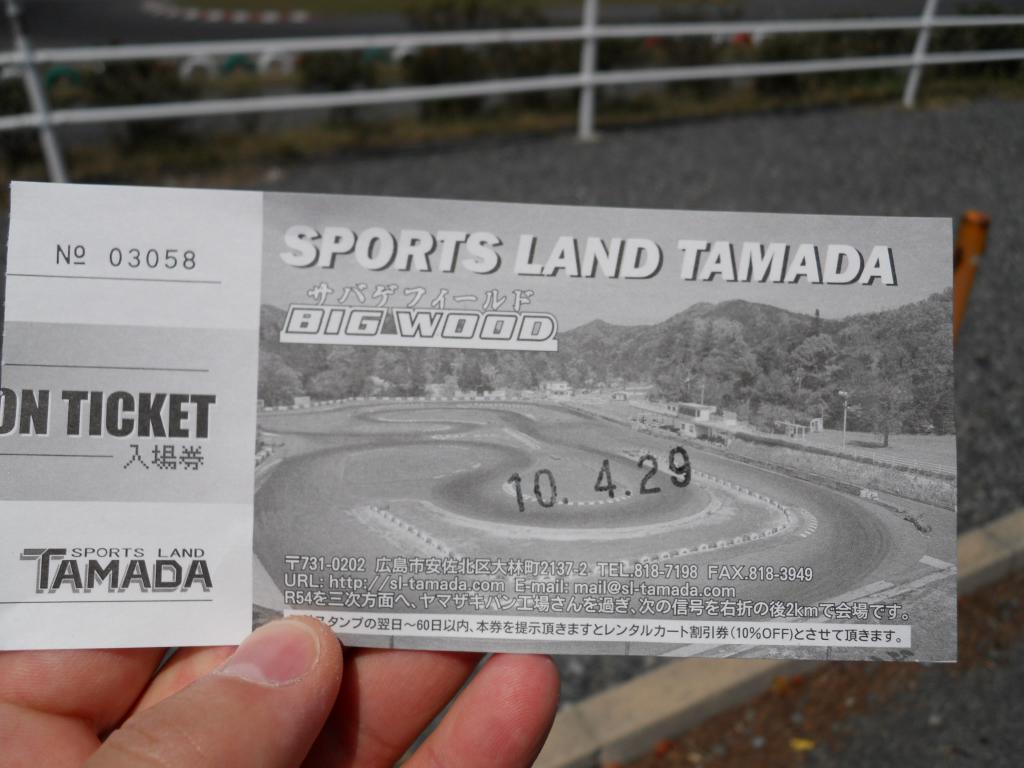 № 03058
ON TICKET
入場券
SPORTS LAND
TAMADA
SPORTS LAND TAMADA
サバゲフィールド
BIG WOOD
10. 4.29
〒731-0202 広島市安佐北区大林町2137-2 TEL.818-7198 FAX.818-3949
URL: http://sl-tamada.com E-mail: mail@sl-tamada.com
R54を三次方面へ、ヤマザキパン工場さんを過ぎ、次の信号を右折の後2kmで会場です。
スタンプの翌日～60日以内、本券を提示頂きますとレンタルカート割引券(10%OFF)とさせて頂きます。